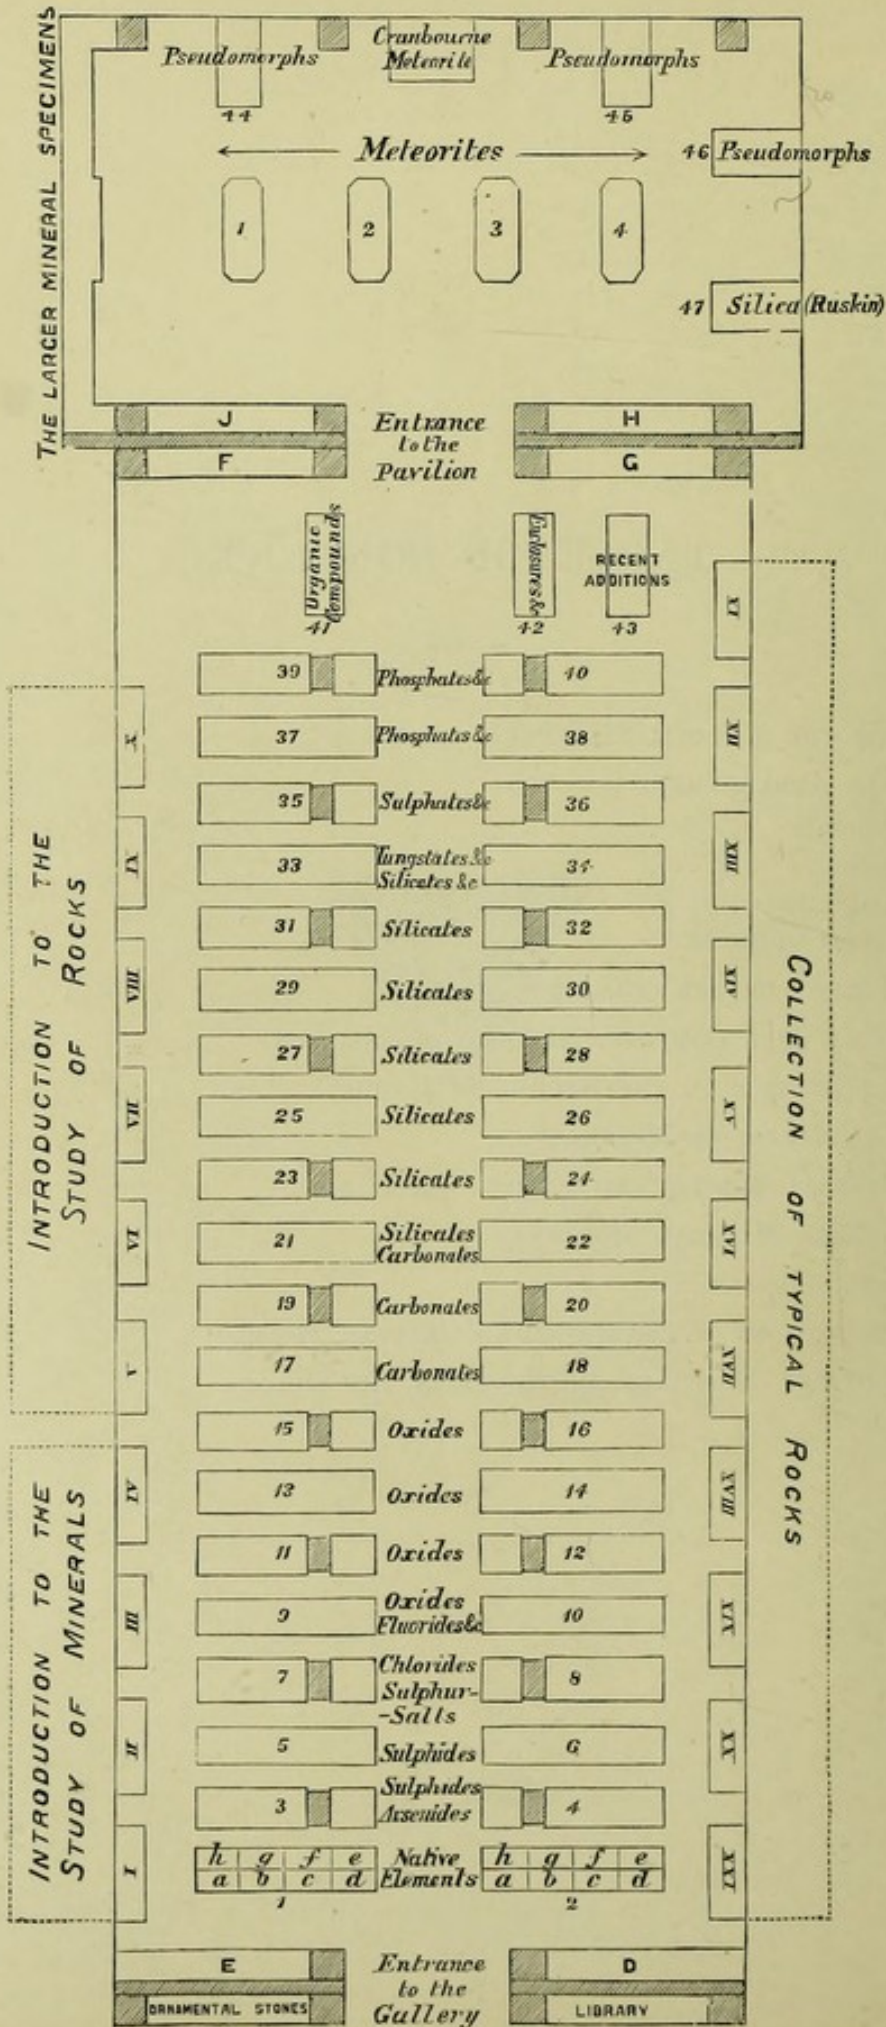 THE LARGER MINERAL SPECIMENS
Pseudomorphs
Cranbourne
Meteorite
Pseudomorphs
44
45
Meteorites
46 Pseudomorphs
1
2
3
4
47 Silica (Ruskin)
J
Entrance
to the
Pavilion
H
F
G
Organic
Compounds
41
Enclosures &c
42
RECENT
ADDITIONS
43
39 Phosphates &c 40
37 Phosphates &c 38
35 Sulphates &c 36
33 Tungstates &c
Silicates &c 34
31 Silicates 32
29 Silicates 30
27 Silicates 28
25 Silicates 26
23 Silicates 24
21 Silicates
Carbonates 22
19 Carbonates 20
17 Carbonates 18
15 Oxides 16
13 Oxides 14
11 Oxides 12
9 Oxides
Fluorides &c 10
7 Chlorides
Sulphur-
-Salts 8
5 Sulphides 6
3 Sulphides
Arsenides 4
h g f e Native h g f e
a b c d Elements a b c d
1
2
INTRODUCTION TO THE
STUDY OF ROCKS
X
IX
VIII
VII
VI
V
INTRODUCTION TO THE
STUDY OF MINERALS
IV
III
II
I
COLLECTION OF TYPICAL ROCKS
XI
XII
XIII
XIV
XV
XVI
XVII
XVIII
XIX
XX
XXI
E
Entrance
to the
Gallery
D
ORNAMENTAL STONES
LIBRARY